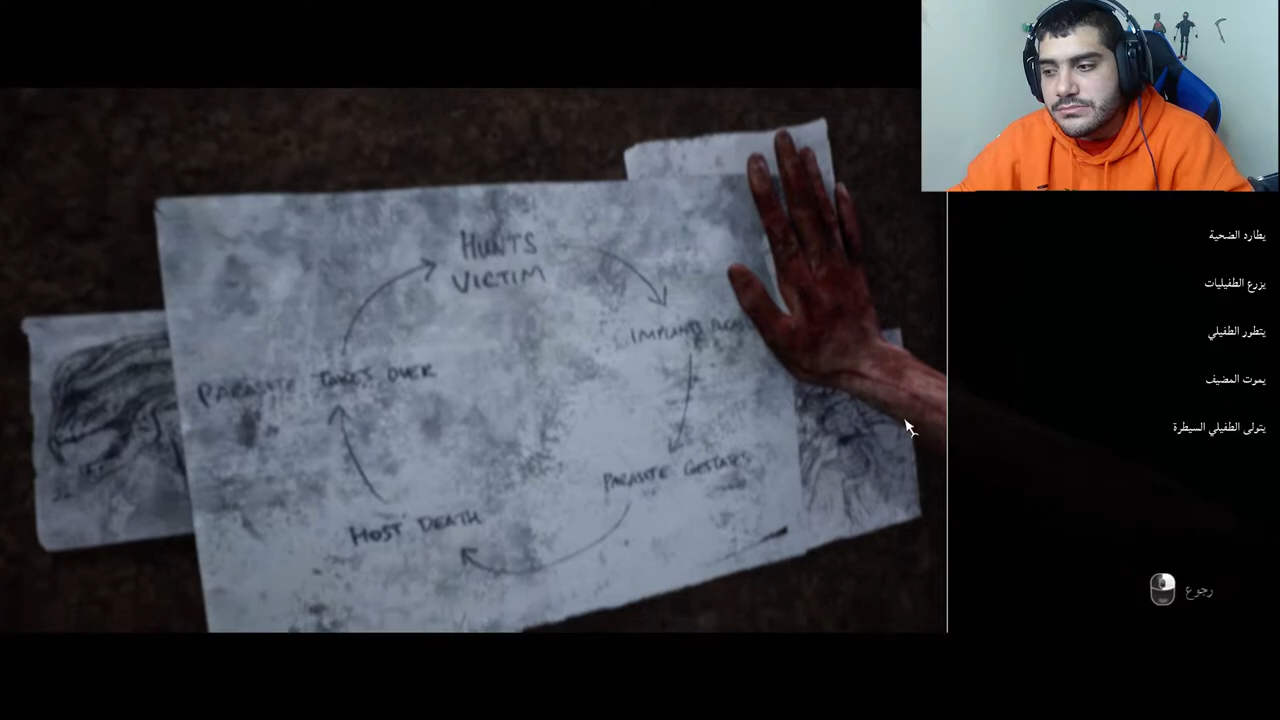 HUNTS
VICTIM
IMPLANTS
PARASITE GESTATES
HOST DEATH
PARASITE TAKES OVER
يطارد الضحية
يزرع الطفيليات
يتطور الطفيلي
يموت المضيف
يتولى الطفيلي السيطرة
رجوع